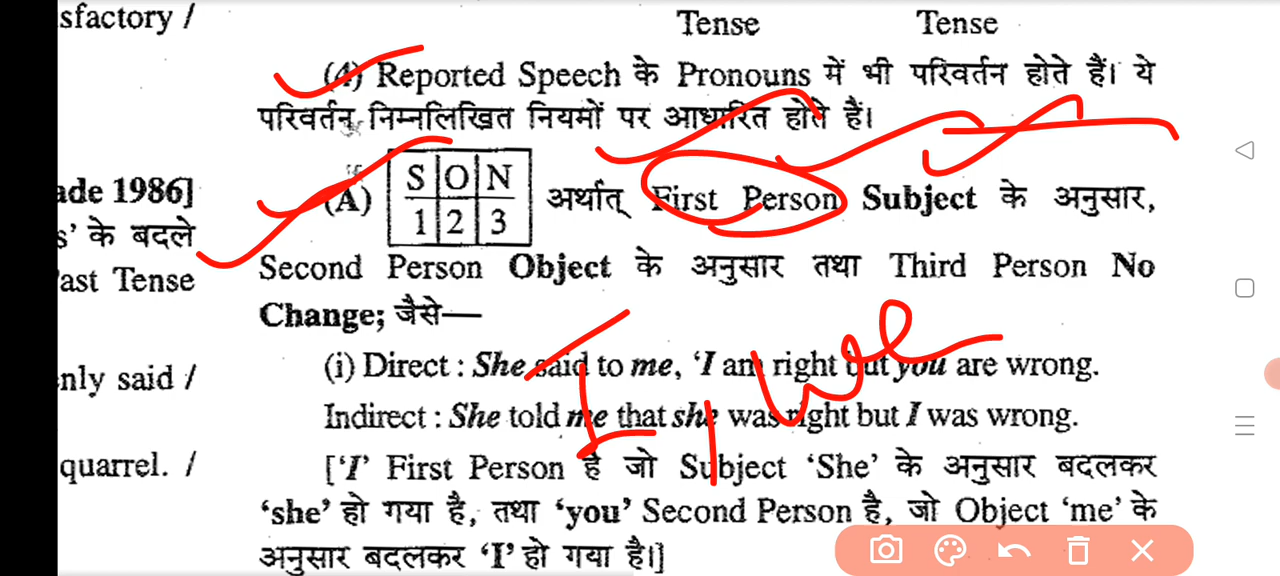 sfactory /
ade 1986]
s' के बदले
ast Tense
nly said /
quarrel. /
Tense Tense
(4) Reported Speech के Pronouns में भी परिवर्तन होते हैं। ये
परिवर्तन निम्नलिखित नियमों पर आधारित होते हैं।
(A) S O N अर्थात् First Person Subject के अनुसार,
1 2 3
Second Person Object के अनुसार तथा Third Person No
Change; जैसे—
(i) Direct : She said to me, 'I am right but you are wrong.
Indirect : She told me that she was right but I was wrong.
['I' First Person है जो Subject 'She' के अनुसार बदलकर
'she' हो गया है, तथा 'you' Second Person है, जो Object 'me' के
अनुसार बदलकर 'I' हो गया है।]
I, we